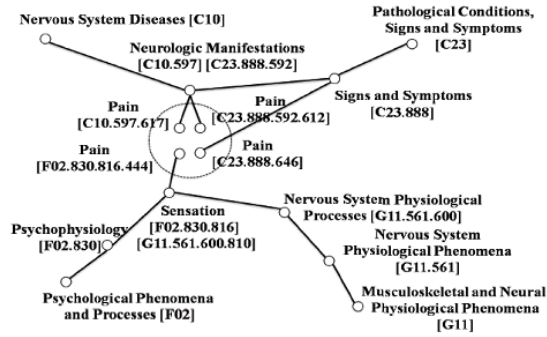 Nervous System Diseases [C10]
Pathological Conditions,
Signs and Symptoms
[C23]
Neurologic Manifestations
[C10.597] [C23.888.592]
Signs and Symptoms
[C23.888]
Pain
[C10.597.617]
Pain
[C23.888.592.612]
Pain
[F02.830.816.444]
Pain
[C23.888.646]
Sensation
[F02.830.816]
[G11.561.600.810]
Nervous System Physiological
Processes [G11.561.600]
Psychophysiology
[F02.830]
Nervous System
Physiological Phenomena
[G11.561]
Psychological Phenomena
and Processes [F02]
Musculoskeletal and Neural
Physiological Phenomena
[G11]